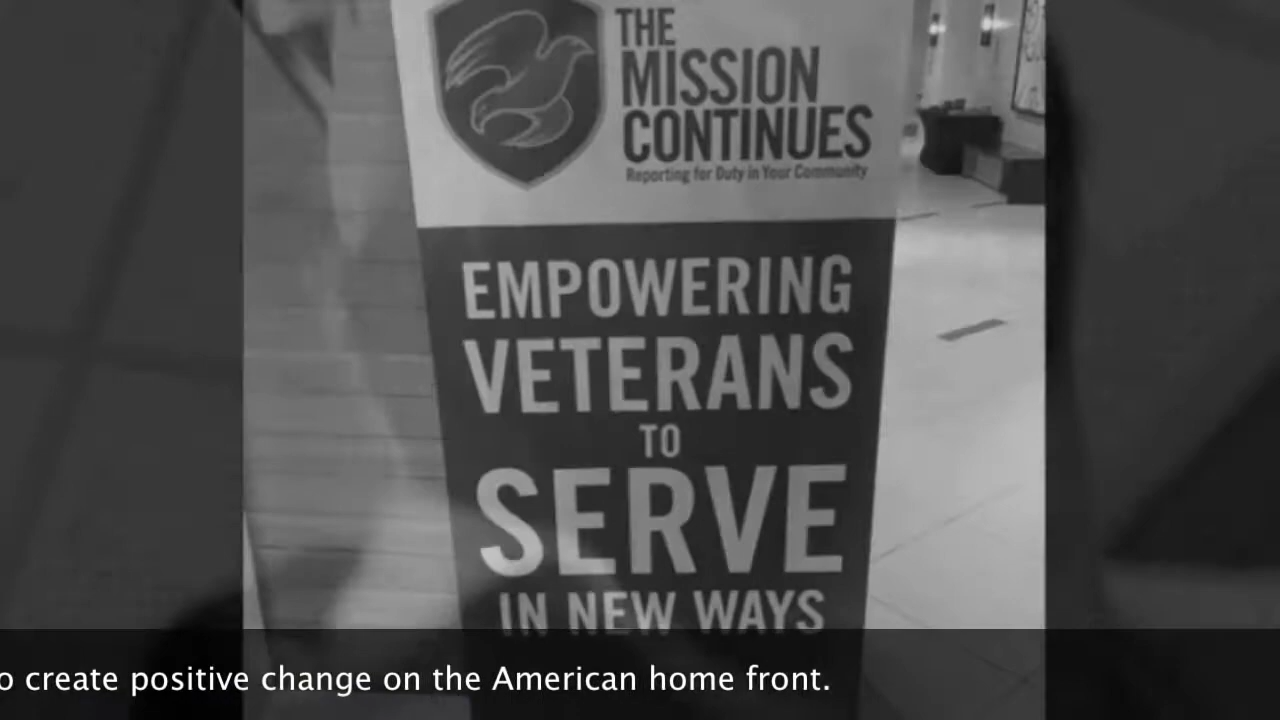 THE
MISSION
CONTINUES
Reporting for Duty in Your Community
EMPOWERING
VETERANS
TO
SERVE
IN NEW WAYS
o create positive change on the American home front.